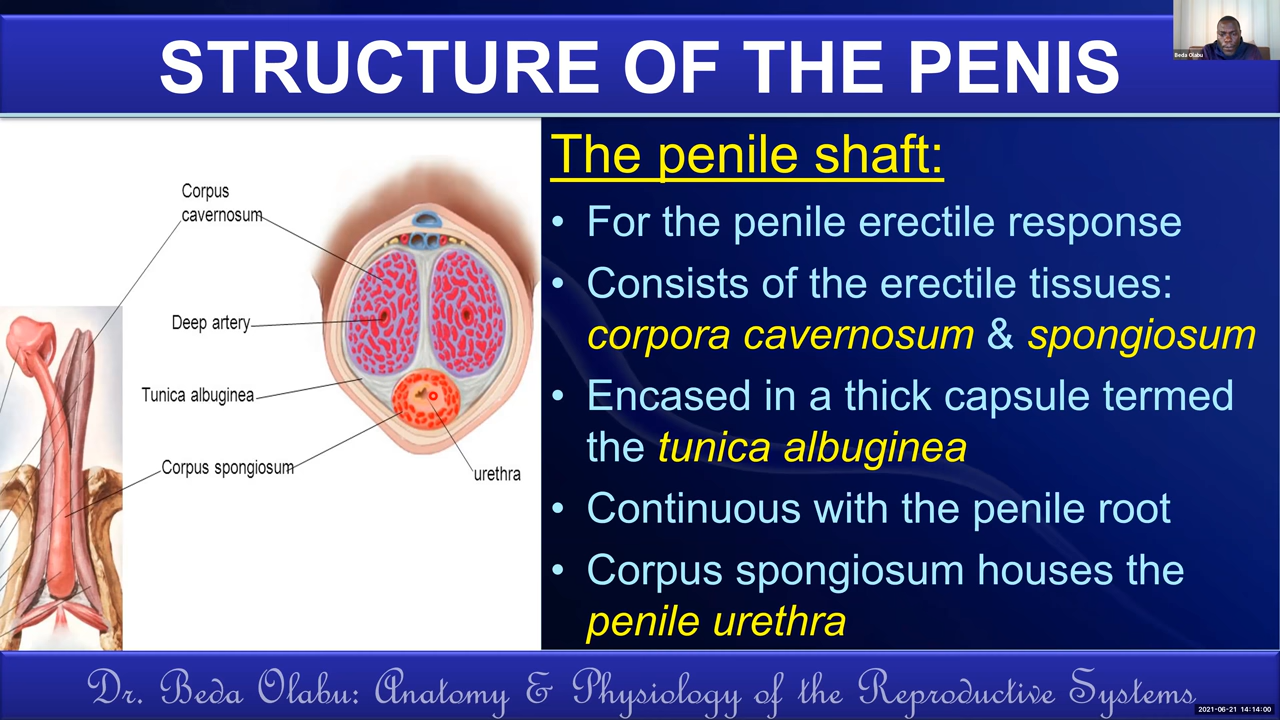 STRUCTURE OF THE PENIS
Beda Olabu
Corpus
cavernosum
Deep artery
Tunica albuginea
Corpus spongiosum
urethra
The penile shaft:
• For the penile erectile response
• Consists of the erectile tissues:
corpora cavernosum & spongiosum
• Encased in a thick capsule termed
the tunica albuginea
• Continuous with the penile root
• Corpus spongiosum houses the
penile urethra
Dr. Beda Olabu: Anatomy & Physiology of the Reproductive Systems
2021-06-21 14:14:00